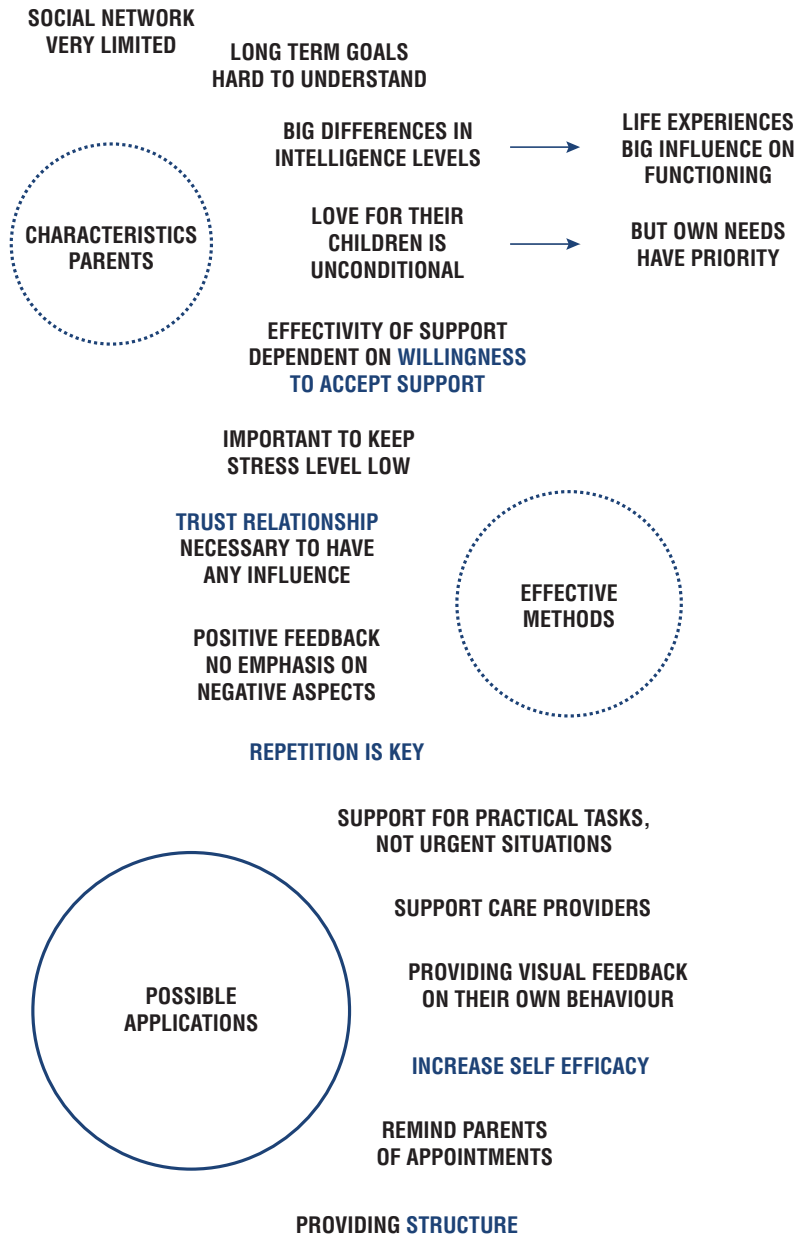 SOCIAL NETWORK
VERY LIMITED
LONG TERM GOALS
HARD TO UNDERSTAND
BIG DIFFERENCES IN
INTELLIGENCE LEVELS
LIFE EXPERIENCES
BIG INFLUENCE ON
FUNCTIONING
CHARACTERISTICS
PARENTS
LOVE FOR THEIR
CHILDREN IS
UNCONDITIONAL
BUT OWN NEEDS
HAVE PRIORITY
EFFECTIVITY OF SUPPORT
DEPENDENT ON WILLINGNESS
TO ACCEPT SUPPORT
IMPORTANT TO KEEP
STRESS LEVEL LOW
TRUST RELATIONSHIP
NECESSARY TO HAVE
ANY INFLUENCE
EFFECTIVE
METHODS
POSITIVE FEEDBACK
NO EMPHASIS ON
NEGATIVE ASPECTS
REPETITION IS KEY
SUPPORT FOR PRACTICAL TASKS,
NOT URGENT SITUATIONS
SUPPORT CARE PROVIDERS
POSSIBLE
APPLICATIONS
PROVIDING VISUAL FEEDBACK
ON THEIR OWN BEHAVIOUR
INCREASE SELF EFFICACY
REMIND PARENTS
OF APPOINTMENTS
PROVIDING STRUCTURE